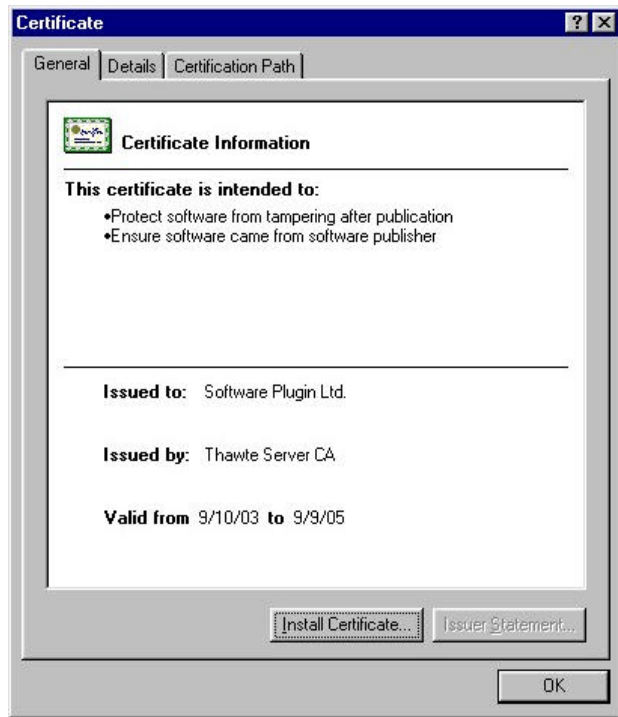 Certificate
General Details Certification Path
Certificate Information
This certificate is intended to:
•Protect software from tampering after publication
•Ensure software came from software publisher
Issued to: Software Plugin Ltd.
Issued by: Thawte Server CA
Valid from 9/10/03 to 9/9/05
Install Certificate... Issuer Statement...
OK